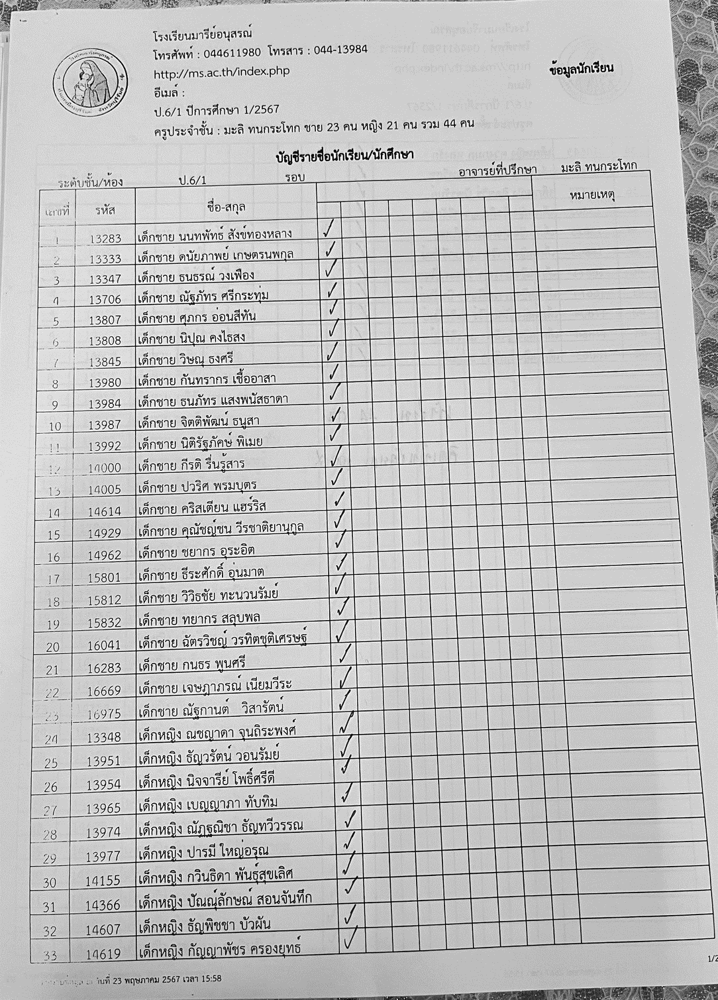 โรงเรียนมารีย์อนุสรณ์
โทรศัพท์ : 044611980 โทรสาร : 044-13984
http://ms.ac.th/index.php
อีเมล์ :
ป.6/1 ปีการศึกษา 1/2567
ครูประจำชั้น : มะลิ ทนกระโทก ชาย 23 คน หญิง 21 คน รวม 44 คน
ข้อมูลนักเรียน
บัญชีรายชื่อนักเรียน/นักศึกษา
ระดับชั้น/ห้อง ป.6/1 รอบ อาจารย์ที่ปรึกษา มะลิ ทนกระโทก
เลขที่ รหัส ชื่อ-สกุล หมายเหตุ
1 13283 เด็กชาย นนทพัทธ์ สังข์ทองหลาง ✓
2 13333 เด็กชาย ดนัยภาพย์ เกษตรนพกุล ✓
3 13347 เด็กชาย ธนธรณ์ วงเฟือง ✓
4 13706 เด็กชาย ณัฐภัทร ศรีกระทุ่ม ✓
5 13807 เด็กชาย ศุภกร อ่อนสีทัน ✓
6 13808 เด็กชาย นิปุณ คงไธสง ✓
7 13845 เด็กชาย วิษณุ ธงศรี ✓
8 13980 เด็กชาย กันทรากร เชื้ออาสา ✓
9 13984 เด็กชาย ธนภัทร แสงพนัสธาดา ✓
10 13987 เด็กชาย จิตติพัฒน์ ธนูสา ✓
11 13992 เด็กชาย นิติรัฐภัคษ์ พิเมย ✓
12 14000 เด็กชาย กีรติ รื่นรู้สาร ✓
13 14005 เด็กชาย ปวริศ พรมบุตร ✓
14 14614 เด็กชาย คริสเตียน แฮร์ริส ✓
15 14929 เด็กชาย คุณัชญ์ชน วีรชาติยานุกูล ✓
16 14962 เด็กชาย ชยากร อุระอิต ✓
17 15801 เด็กชาย ธีระศักดิ์ อุ่นมาต ✓
18 15812 เด็กชาย วิวิธชัย ทะนวนรัมย์ ✓
19 15832 เด็กชาย ทยากร สลุบพล ✓
20 16041 เด็กชาย ฉัตรวิชญ์ วรทิตชุติเศรษฐ์ ✓
21 16283 เด็กชาย กนธร พูนศรี ✓
22 16669 เด็กชาย เจษฎาภรณ์ เนียมวีระ ✓
23 16975 เด็กชาย ณัฐกานต์ วิสารัตน์ ✓
24 13348 เด็กหญิง ณชญาดา จุนถิระพงศ์ ✓
25 13951 เด็กหญิง ธัญวรัตน์ วอนรัมย์ ✓
26 13954 เด็กหญิง นิจจารีย์ โพธิ์ศรีดี ✓
27 13965 เด็กหญิง เบญญาภา ทับทิม ✓
28 13974 เด็กหญิง ณัฏฐณิชา ธัญทวีวรรณ ✓
29 13977 เด็กหญิง ปารมี ใหญ่อรุณ ✓
30 14155 เด็กหญิง กวินธิดา พันธุ์สุขเลิศ ✓
31 14366 เด็กหญิง ปัณณุ์ลักษณ์ สอนจันทึก ✓
32 14607 เด็กหญิง ธัญพิชชา บัวผัน ✓
33 14619 เด็กหญิง กัญญาพัชร ครองยุทธ์ ✓
วันที่ 23 พฤษภาคม 2567 เวลา 15:58
1/2